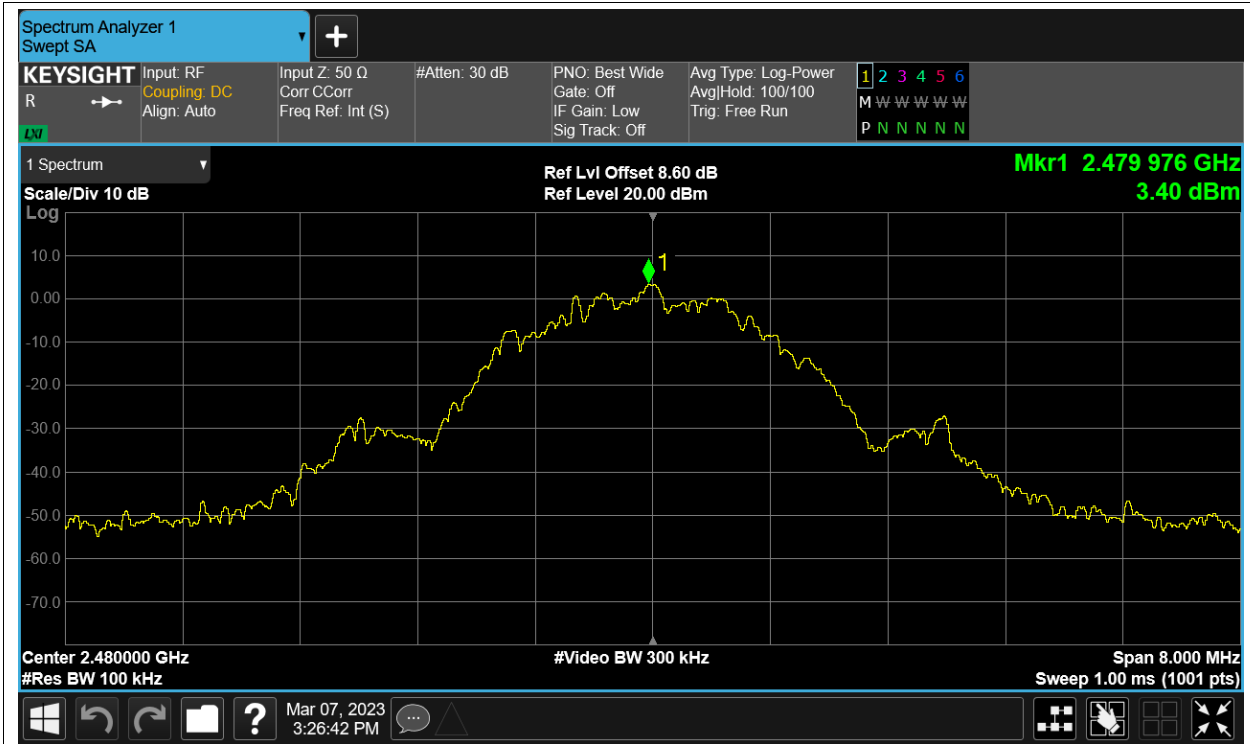 Spectrum Analyzer 1
Swept SA
+
KEYSIGHT
R
LXI
Input: RF
Coupling: DC
Align: Auto
Input Z: 50 Ω
Corr CCorr
Freq Ref: Int (S)
#Atten: 30 dB
PNO: Best Wide
Gate: Off
IF Gain: Low
Sig Track: Off
Avg Type: Log-Power
Avg|Hold: 100/100
Trig: Free Run
1 2 3 4 5 6
M W W W W W
P N N N N N
1 Spectrum
Scale/Div 10 dB
Log
Ref Lvl Offset 8.60 dB
Ref Level 20.00 dBm
Mkr1 2.479 976 GHz
3.40 dBm
1
10.0
0.00
-10.0
-20.0
-30.0
-40.0
-50.0
-60.0
-70.0
Center 2.480000 GHz
#Video BW 300 kHz
Span 8.000 MHz
#Res BW 100 kHz
Sweep 1.00 ms (1001 pts)
?
Mar 07, 2023
3:26:42 PM